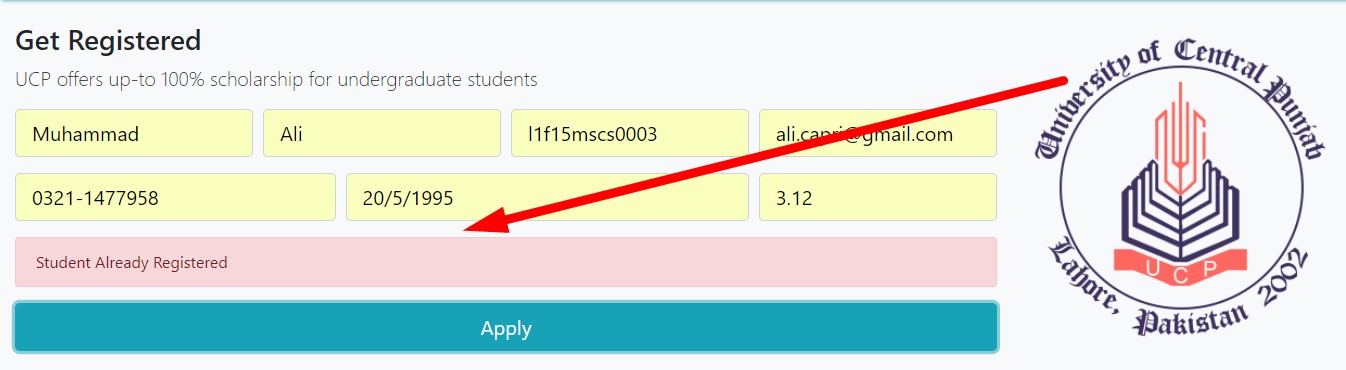 Get Registered
UCP offers up-to 100% scholarship for undergraduate students
Muhammad Ali l1f15mscs0003 ali.capri@gmail.com
0321-1477958 20/5/1995 3.12
Student Already Registered
Apply
University of Central Punjab
UCP
Lahore, Pakistan 2002